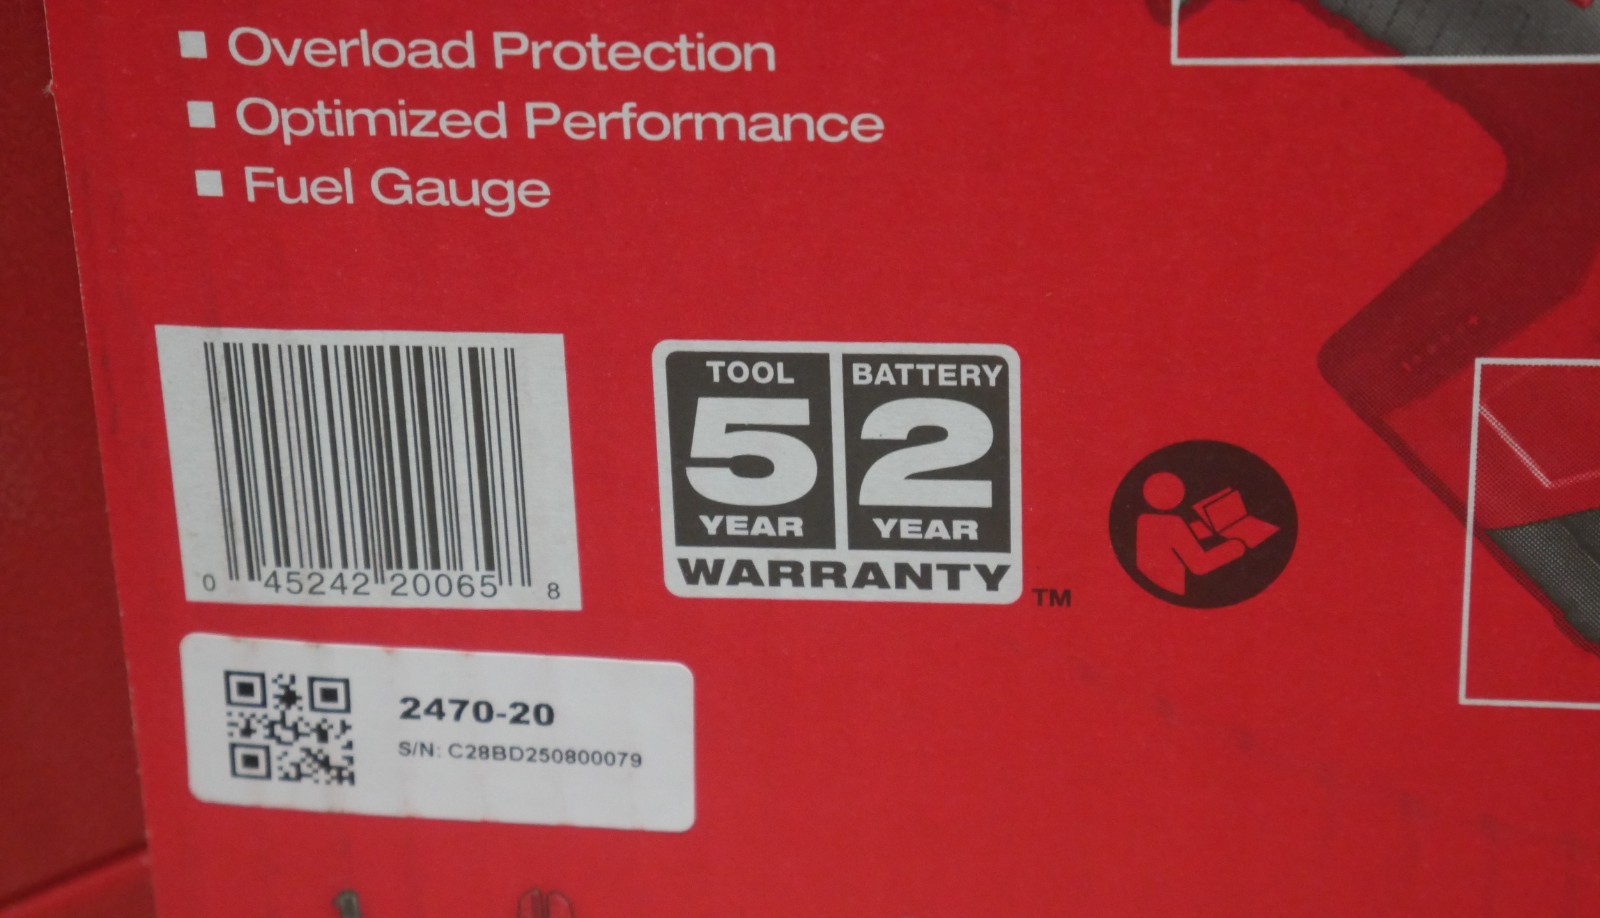 Overload Protection
Optimized Performance
Fuel Gauge
TOOL
5
YEAR
BATTERY
2
YEAR
WARRANTY
TM
0 45242 20065 8
2470-20
S/N: C28BD250800079